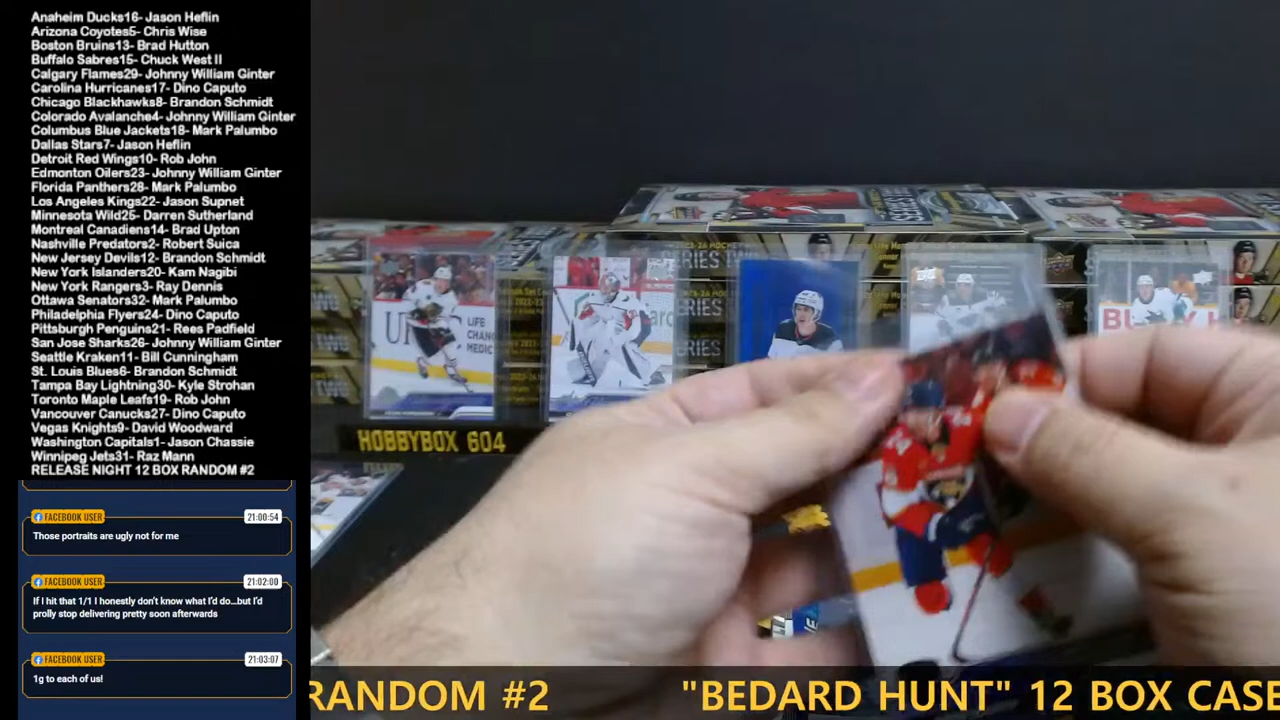 Anaheim Ducks16- Jason Heflin
Arizona Coyotes5- Chris Wise
Boston Bruins13- Brad Hutton
Buffalo Sabres15- Chuck West II
Calgary Flames29- Johnny William Ginter
Carolina Hurricanes17- Dino Caputo
Chicago Blackhawks8- Brandon Schmidt
Colorado Avalanche4- Johnny William Ginter
Columbus Blue Jackets18- Mark Palumbo
Dallas Stars7- Jason Heflin
Detroit Red Wings10- Rob John
Edmonton Oilers23- Johnny William Ginter
Florida Panthers28- Mark Palumbo
Los Angeles Kings22- Jason Supnet
Minnesota Wild25- Darren Sutherland
Montreal Canadiens14- Brad Upton
Nashville Predators2- Robert Suica
New Jersey Devils12- Brandon Schmidt
New York Islanders20- Kam Nagibi
New York Rangers3- Ray Dennis
Ottawa Senators32- Mark Palumbo
Philadelphia Flyers24- Dino Caputo
Pittsburgh Penguins21- Rees Padfield
San Jose Sharks26- Johnny William Ginter
Seattle Kraken11- Bill Cunningham
St. Louis Blues6- Brandon Schmidt
Tampa Bay Lightning30- Kyle Strohan
Toronto Maple Leafs19- Rob John
Vancouver Canucks27- Dino Caputo
Vegas Knights9- David Woodward
Washington Capitals1- Jason Chassie
Winnipeg Jets31- Raz Mann
RELEASE NIGHT 12 BOX RANDOM #2
FACEBOOK USER 21:00:54
Those portraits are ugly not for me
FACEBOOK USER 21:02:00
If I hit that 1/1 I honestly don't know what I'd do...but I'd
prolly stop delivering pretty soon afterwards
FACEBOOK USER 21:03:07
1g to each of us!
HOBBYBOX 604
LIFE
MEDIC
SERIES
RANDOM #2 "BEDARD HUNT" 12 BOX CASE